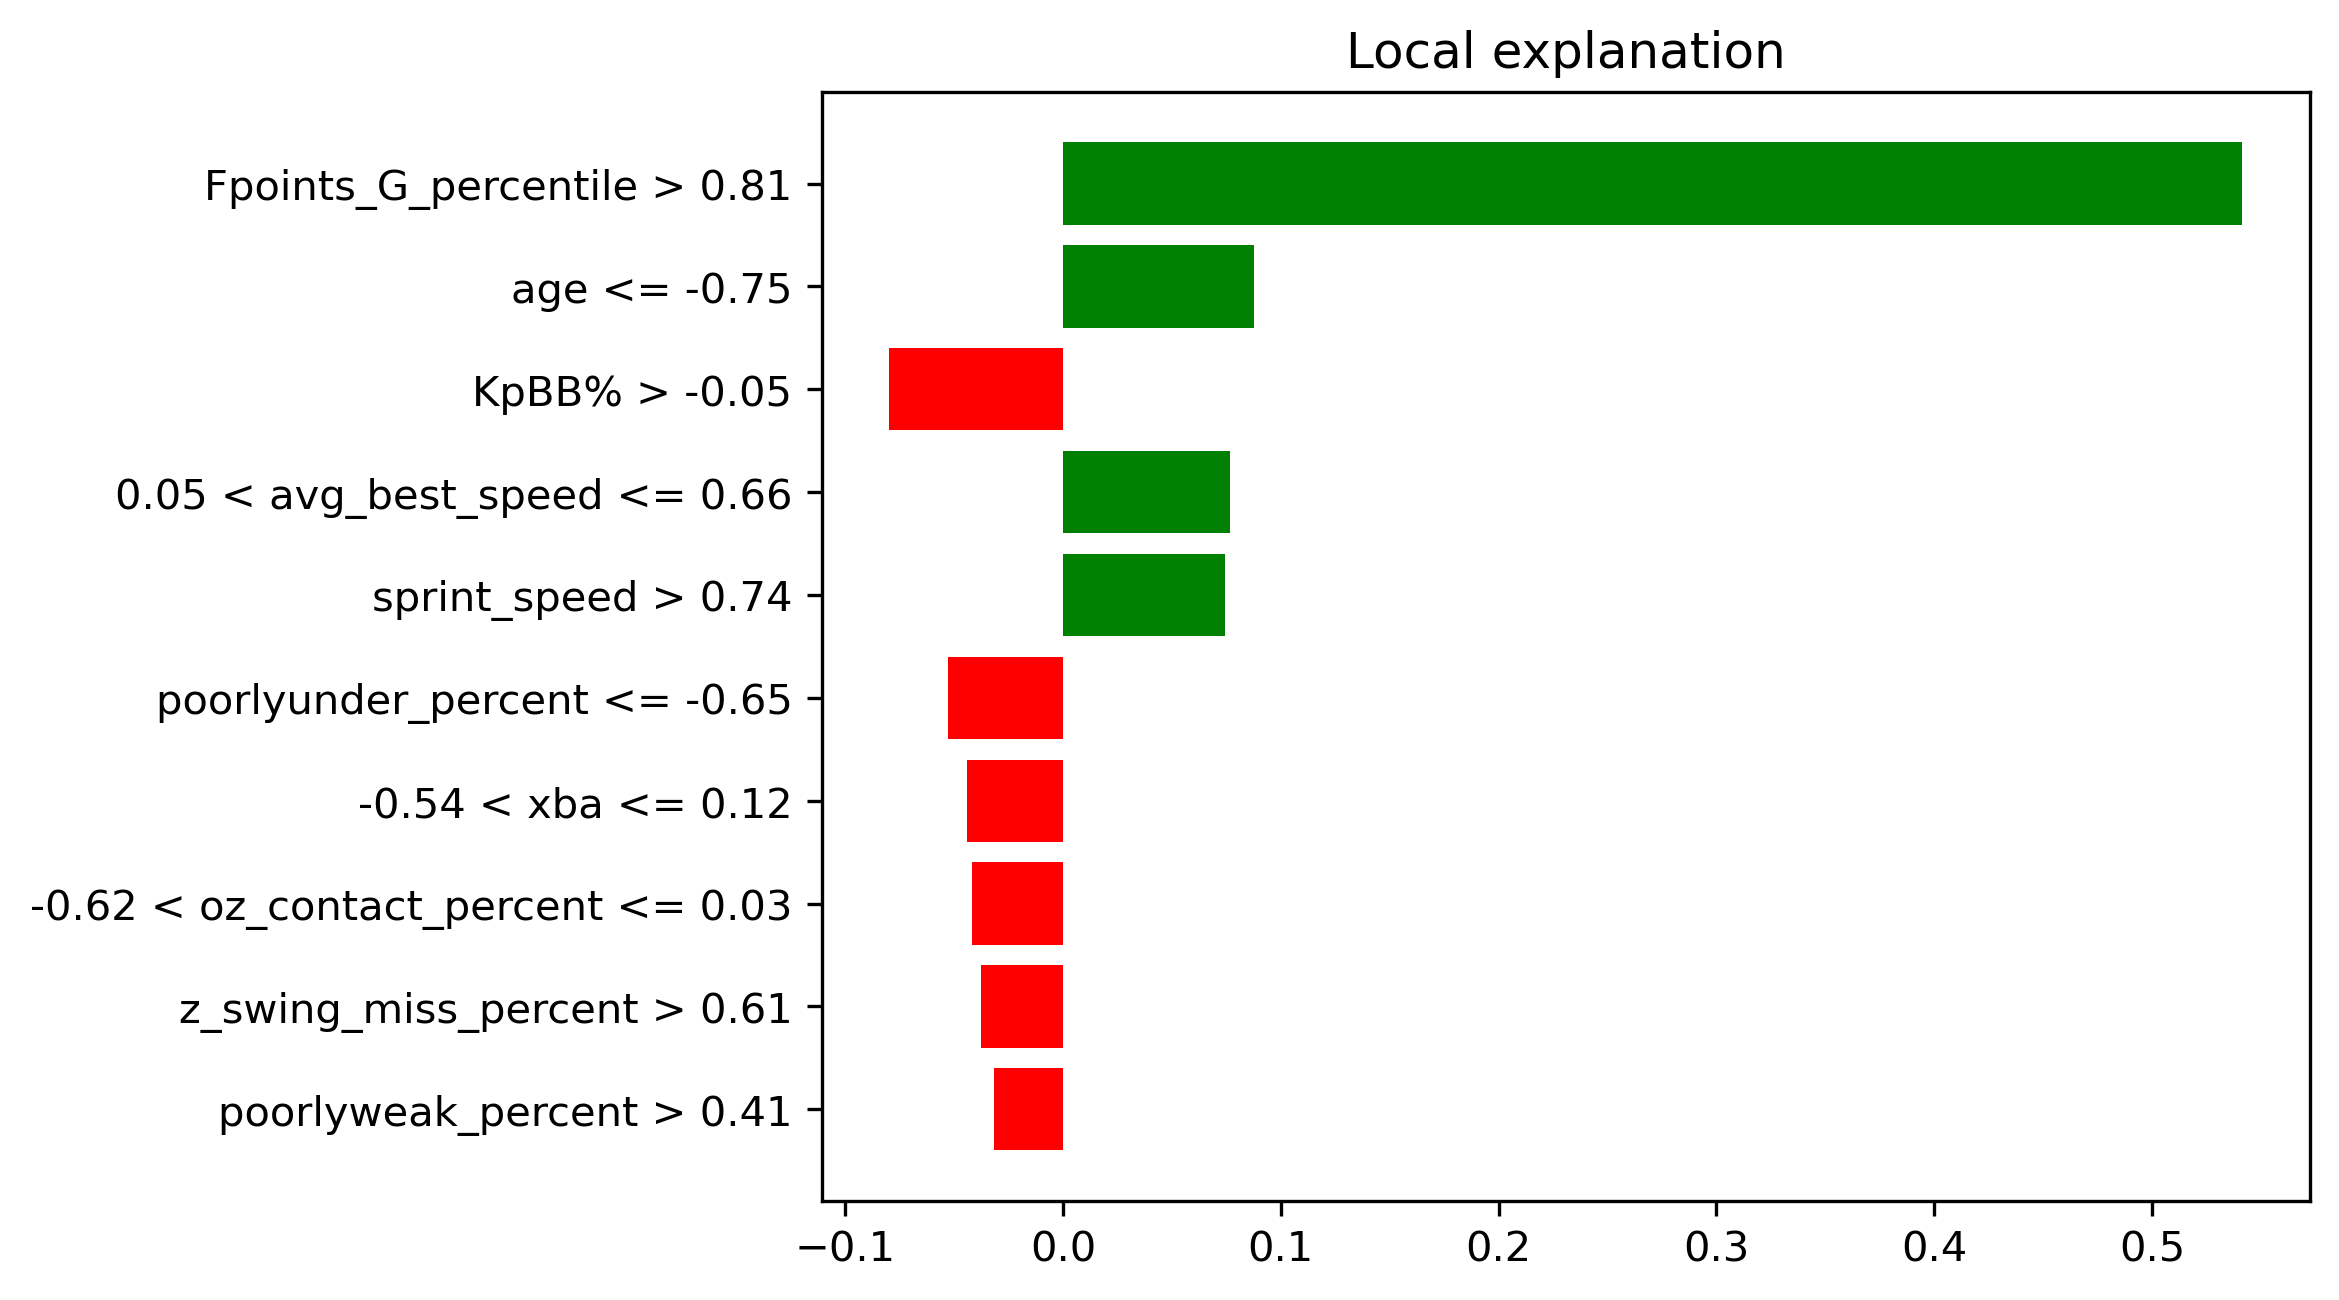 Local explanation
Fpoints_G_percentile > 0.81
age <= -0.75
KpBB% > -0.05
0.05 < avg_best_speed <= 0.66
sprint_speed > 0.74
poorlyunder_percent <= -0.65
-0.54 < xba <= 0.12
-0.62 < oz_contact_percent <= 0.03
z_swing_miss_percent > 0.61
poorlyweak_percent > 0.41
−0.1 0.0 0.1 0.2 0.3 0.4 0.5